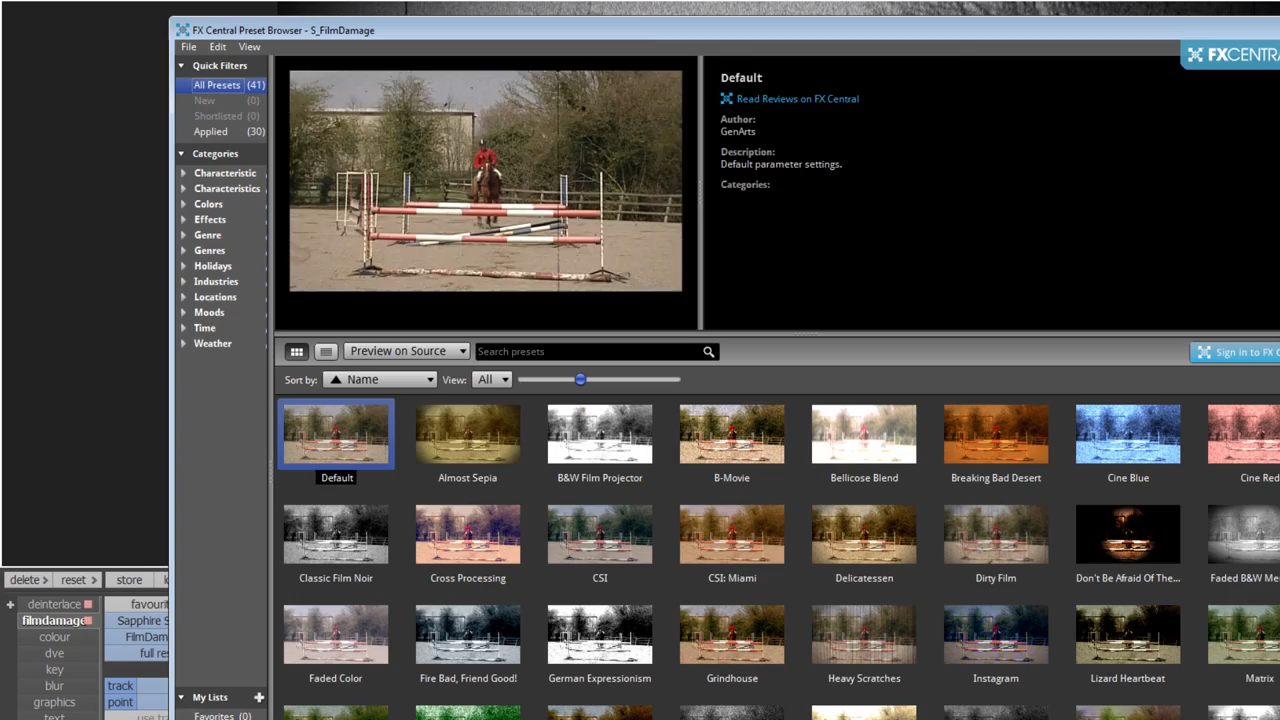 FX Central Preset Browser - S_FilmDamage
File Edit View
FXCENTRA
Quick Filters
All Presets (41)
New (0)
Shortlisted (0)
Applied (30)
Categories
Characteristic
Characteristics
Colors
Effects
Genre
Genres
Holidays
Industries
Locations
Moods
Time
Weather
My Lists
Favorites (0)
Default
Read Reviews on FX Central
Author:
GenArts
Description:
Default parameter settings.
Categories:
Preview on Source Search presets
Sign in to FX C
Sort by: Name View: All
Default Almost Sepia B&W Film Projector B-Movie Bellicose Blend Breaking Bad Desert Cine Blue Cine Red
Classic Film Noir Cross Processing CSI CSI: Miami Delicatessen Dirty Film Don't Be Afraid Of The... Faded B&W Me
Faded Color Fire Bad, Friend Good! German Expressionism Grindhouse Heavy Scratches Instagram Lizard Heartbeat Matrix
delete > reset > store k
deinterlace favourit
filmdamage Sapphire S
colour FilmDam
dve full res
key
blur track
graphics point
text use tra